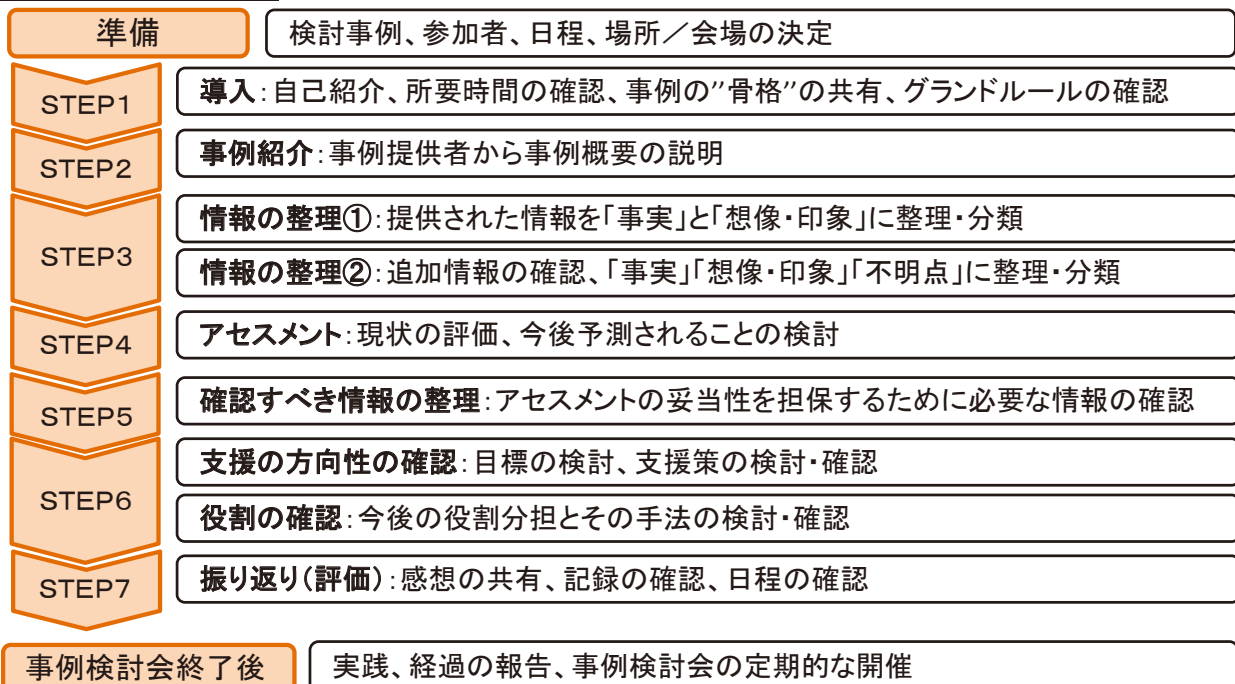 準備
検討事例、参加者、日程、場所／会場の決定
STEP1
導入：自己紹介、所要時間の確認、事例の”骨格”の共有、グランドルールの確認
STEP2
事例紹介：事例提供者から事例概要の説明
STEP3
情報の整理①：提供された情報を「事実」と「想像・印象」に整理・分類
情報の整理②：追加情報の確認、「事実」「想像・印象」「不明点」に整理・分類
STEP4
アセスメント：現状の評価、今後予測されることの検討
STEP5
確認すべき情報の整理：アセスメントの妥当性を担保するために必要な情報の確認
STEP6
支援の方向性の確認：目標の検討、支援策の検討・確認
役割の確認：今後の役割分担とその手法の検討・確認
STEP7
振り返り（評価）：感想の共有、記録の確認、日程の確認
事例検討会終了後
実践、経過の報告、事例検討会の定期的な開催